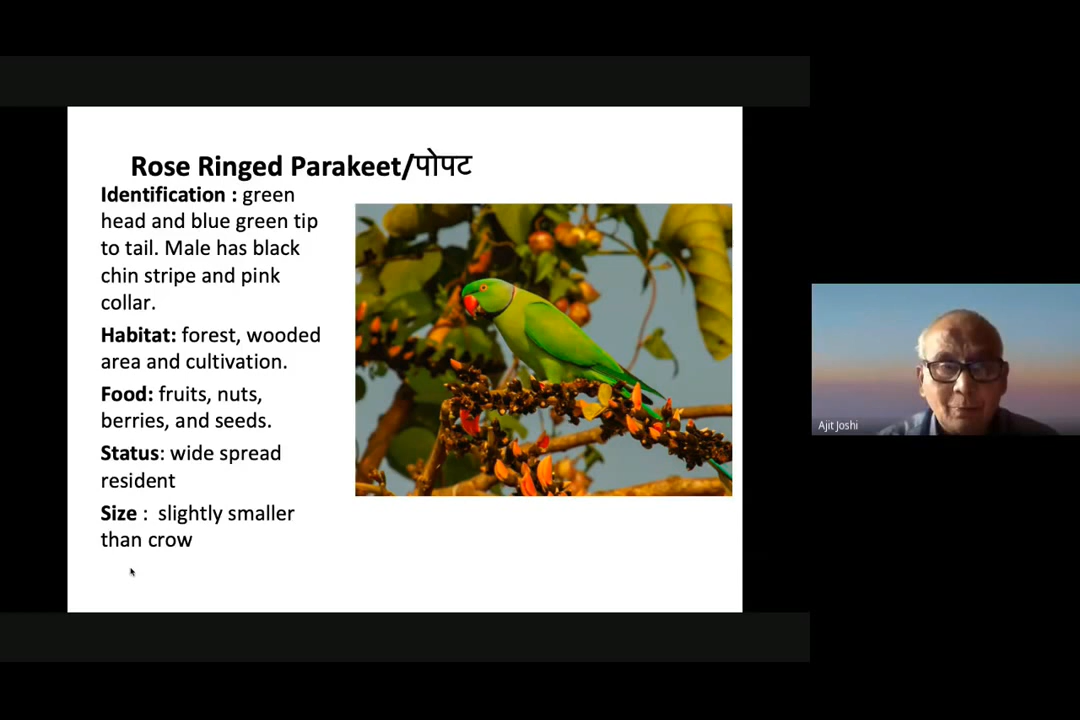 Rose Ringed Parakeet/पोपट
Identification : green
head and blue green tip
to tail. Male has black
chin stripe and pink
collar.
Habitat: forest, wooded
area and cultivation.
Food: fruits, nuts,
berries, and seeds.
Status: wide spread
resident
Size :  slightly smaller
than crow
Ajit Joshi